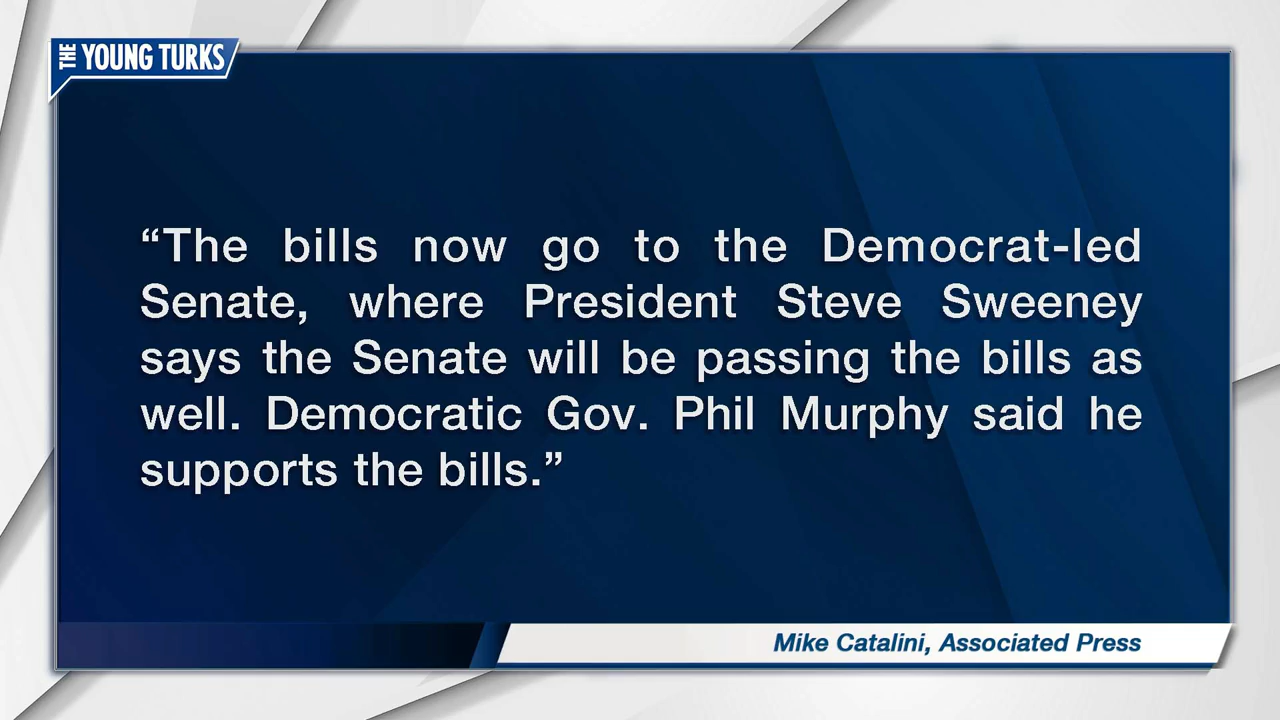 THE YOUNG TURKS
“The bills now go to the Democrat-led
Senate, where President Steve Sweeney
says the Senate will be passing the bills as
well. Democratic Gov. Phil Murphy said he
supports the bills.”
Mike Catalini, Associated Press